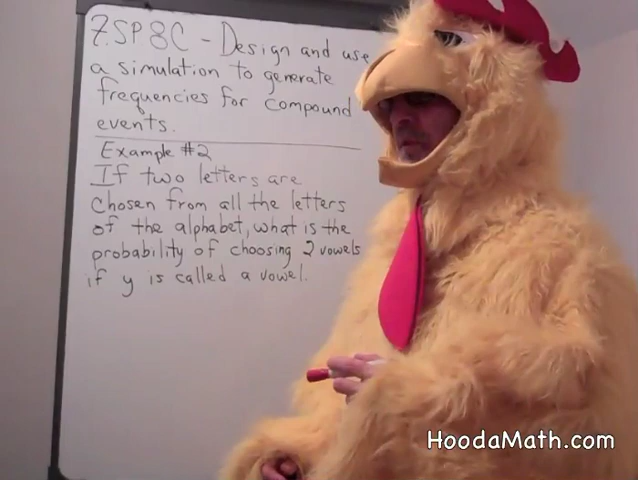 7.SP8C - Design and use
a simulation to generate
frequencies for compound
events.
Example #2
If two letters are
Chosen from all the letters
of the alphabet, what is the
probability of choosing 2 vowels
if y is called a vowel.
HoodaMath.com